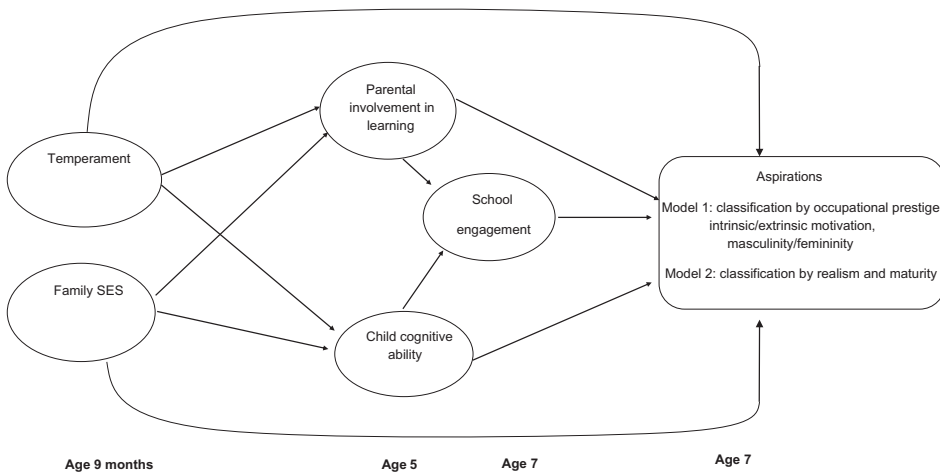 Parental
involvement in
learning
Temperament
Aspirations
Model 1: classification by occupational prestige
intrinsic/extrinsic motivation,
masculinity/femininity
Model 2: classification by realism and maturity
School
engagement
Family SES
Child cognitive
ability
Age 9 months
Age 5
Age 7
Age 7